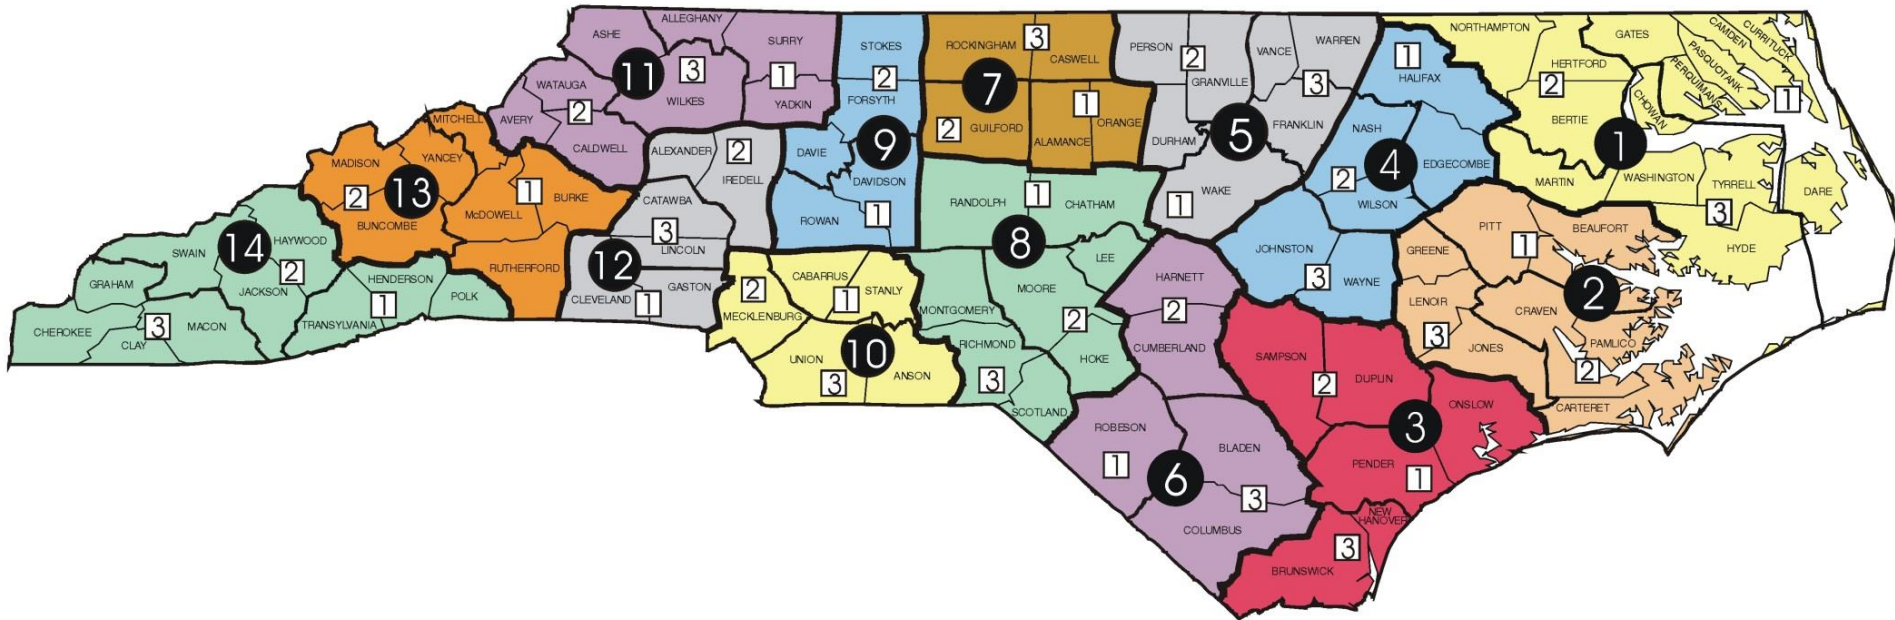 ALLEGHANY
ASHE
SURRY
11
3
1
WATAUGA
2
WILKES
YADKIN
AVERY
CALDWELL
STOKES
2
FORSYTH
DAVIE
9
DAVIDSON
ROWAN
1
ROCKINGHAM
3
CASWELL
7
2
GUILFORD
1
ALAMANCE
ORANGE
PERSON
2
GRANVILLE
VANCE
WARREN
3
FRANKLIN
DURHAM
5
WAKE
1
1
HALIFAX
NASH
4
EDGECOMBE
2
WILSON
JOHNSTON
3
WAYNE
NORTHAMPTON
GATES
CAMDEN
CURRITUCK
PASQUOTANK
PERQUIMANS
1
HERTFORD
2
BERTIE
CHOWAN
1
MARTIN
WASHINGTON
TYRRELL
DARE
3
HYDE
MITCHELL
MADISON
YANCEY
2
13
1
BURKE
McDOWELL
BUNCOMBE
RUTHERFORD
ALEXANDER
2
IREDELL
CATAWBA
3
LINCOLN
12
CLEVELAND
GASTON
1
SWAIN
14
HAYWOOD
2
JACKSON
GRAHAM
HENDERSON
1
POLK
TRANSYLVANIA
CHEROKEE
3
MACON
CLAY
2
MECKLENBURG
CABARRUS
1
STANLY
10
UNION
3
ANSON
RANDOLPH
1
CHATHAM
8
LEE
MOORE
MONTGOMERY
2
RICHMOND
HOKE
3
SCOTLAND
HARNETT
2
CUMBERLAND
ROBESON
1
BLADEN
6
3
COLUMBUS
SAMPSON
2
DUPLIN
ONSLOW
3
PENDER
1
NEW
HANOVER
3
BRUNSWICK
PITT
1
BEAUFORT
GREENE
LENOIR
2
CRAVEN
3
JONES
PAMLICO
2
CARTERET